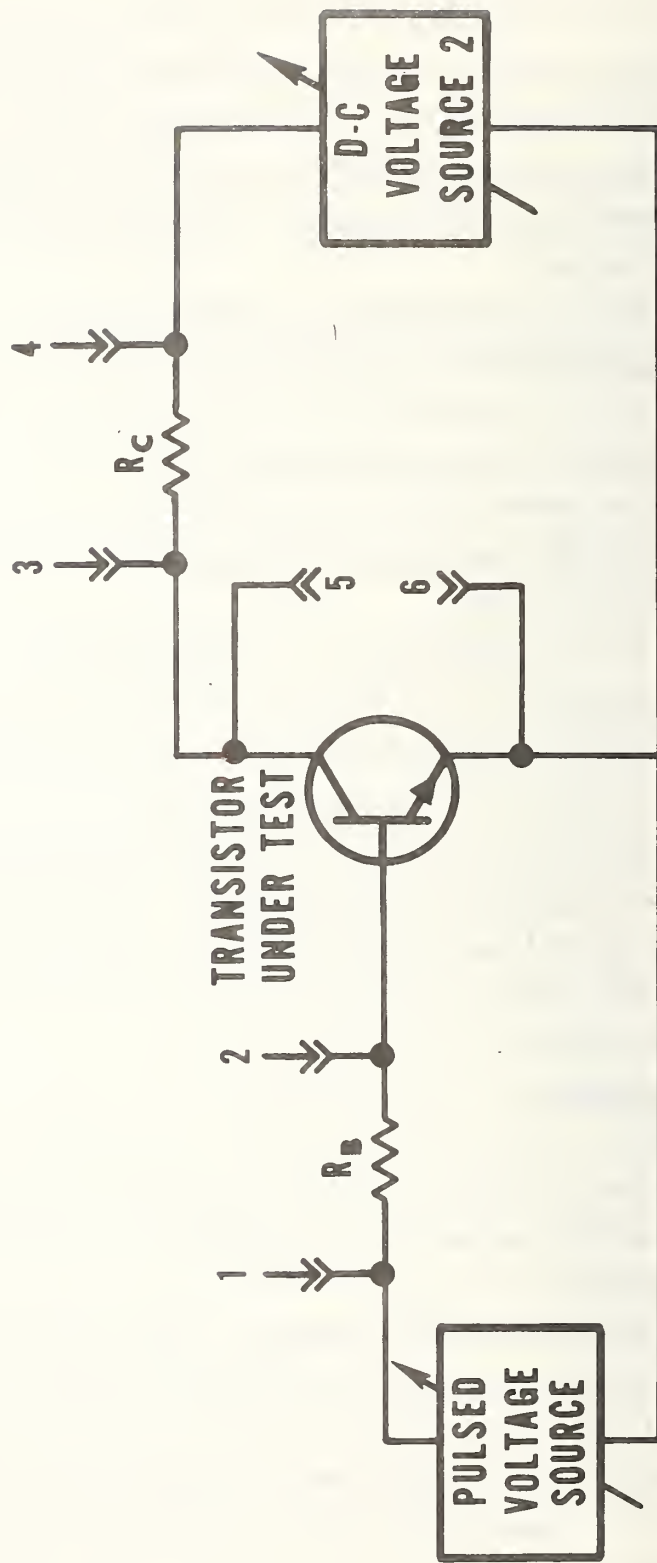 PULSED
VOLTAGE
SOURCE
1
R_B
2
TRANSISTOR
UNDER TEST
3
R_C
4
5
6
D-C
VOLTAGE
SOURCE 2